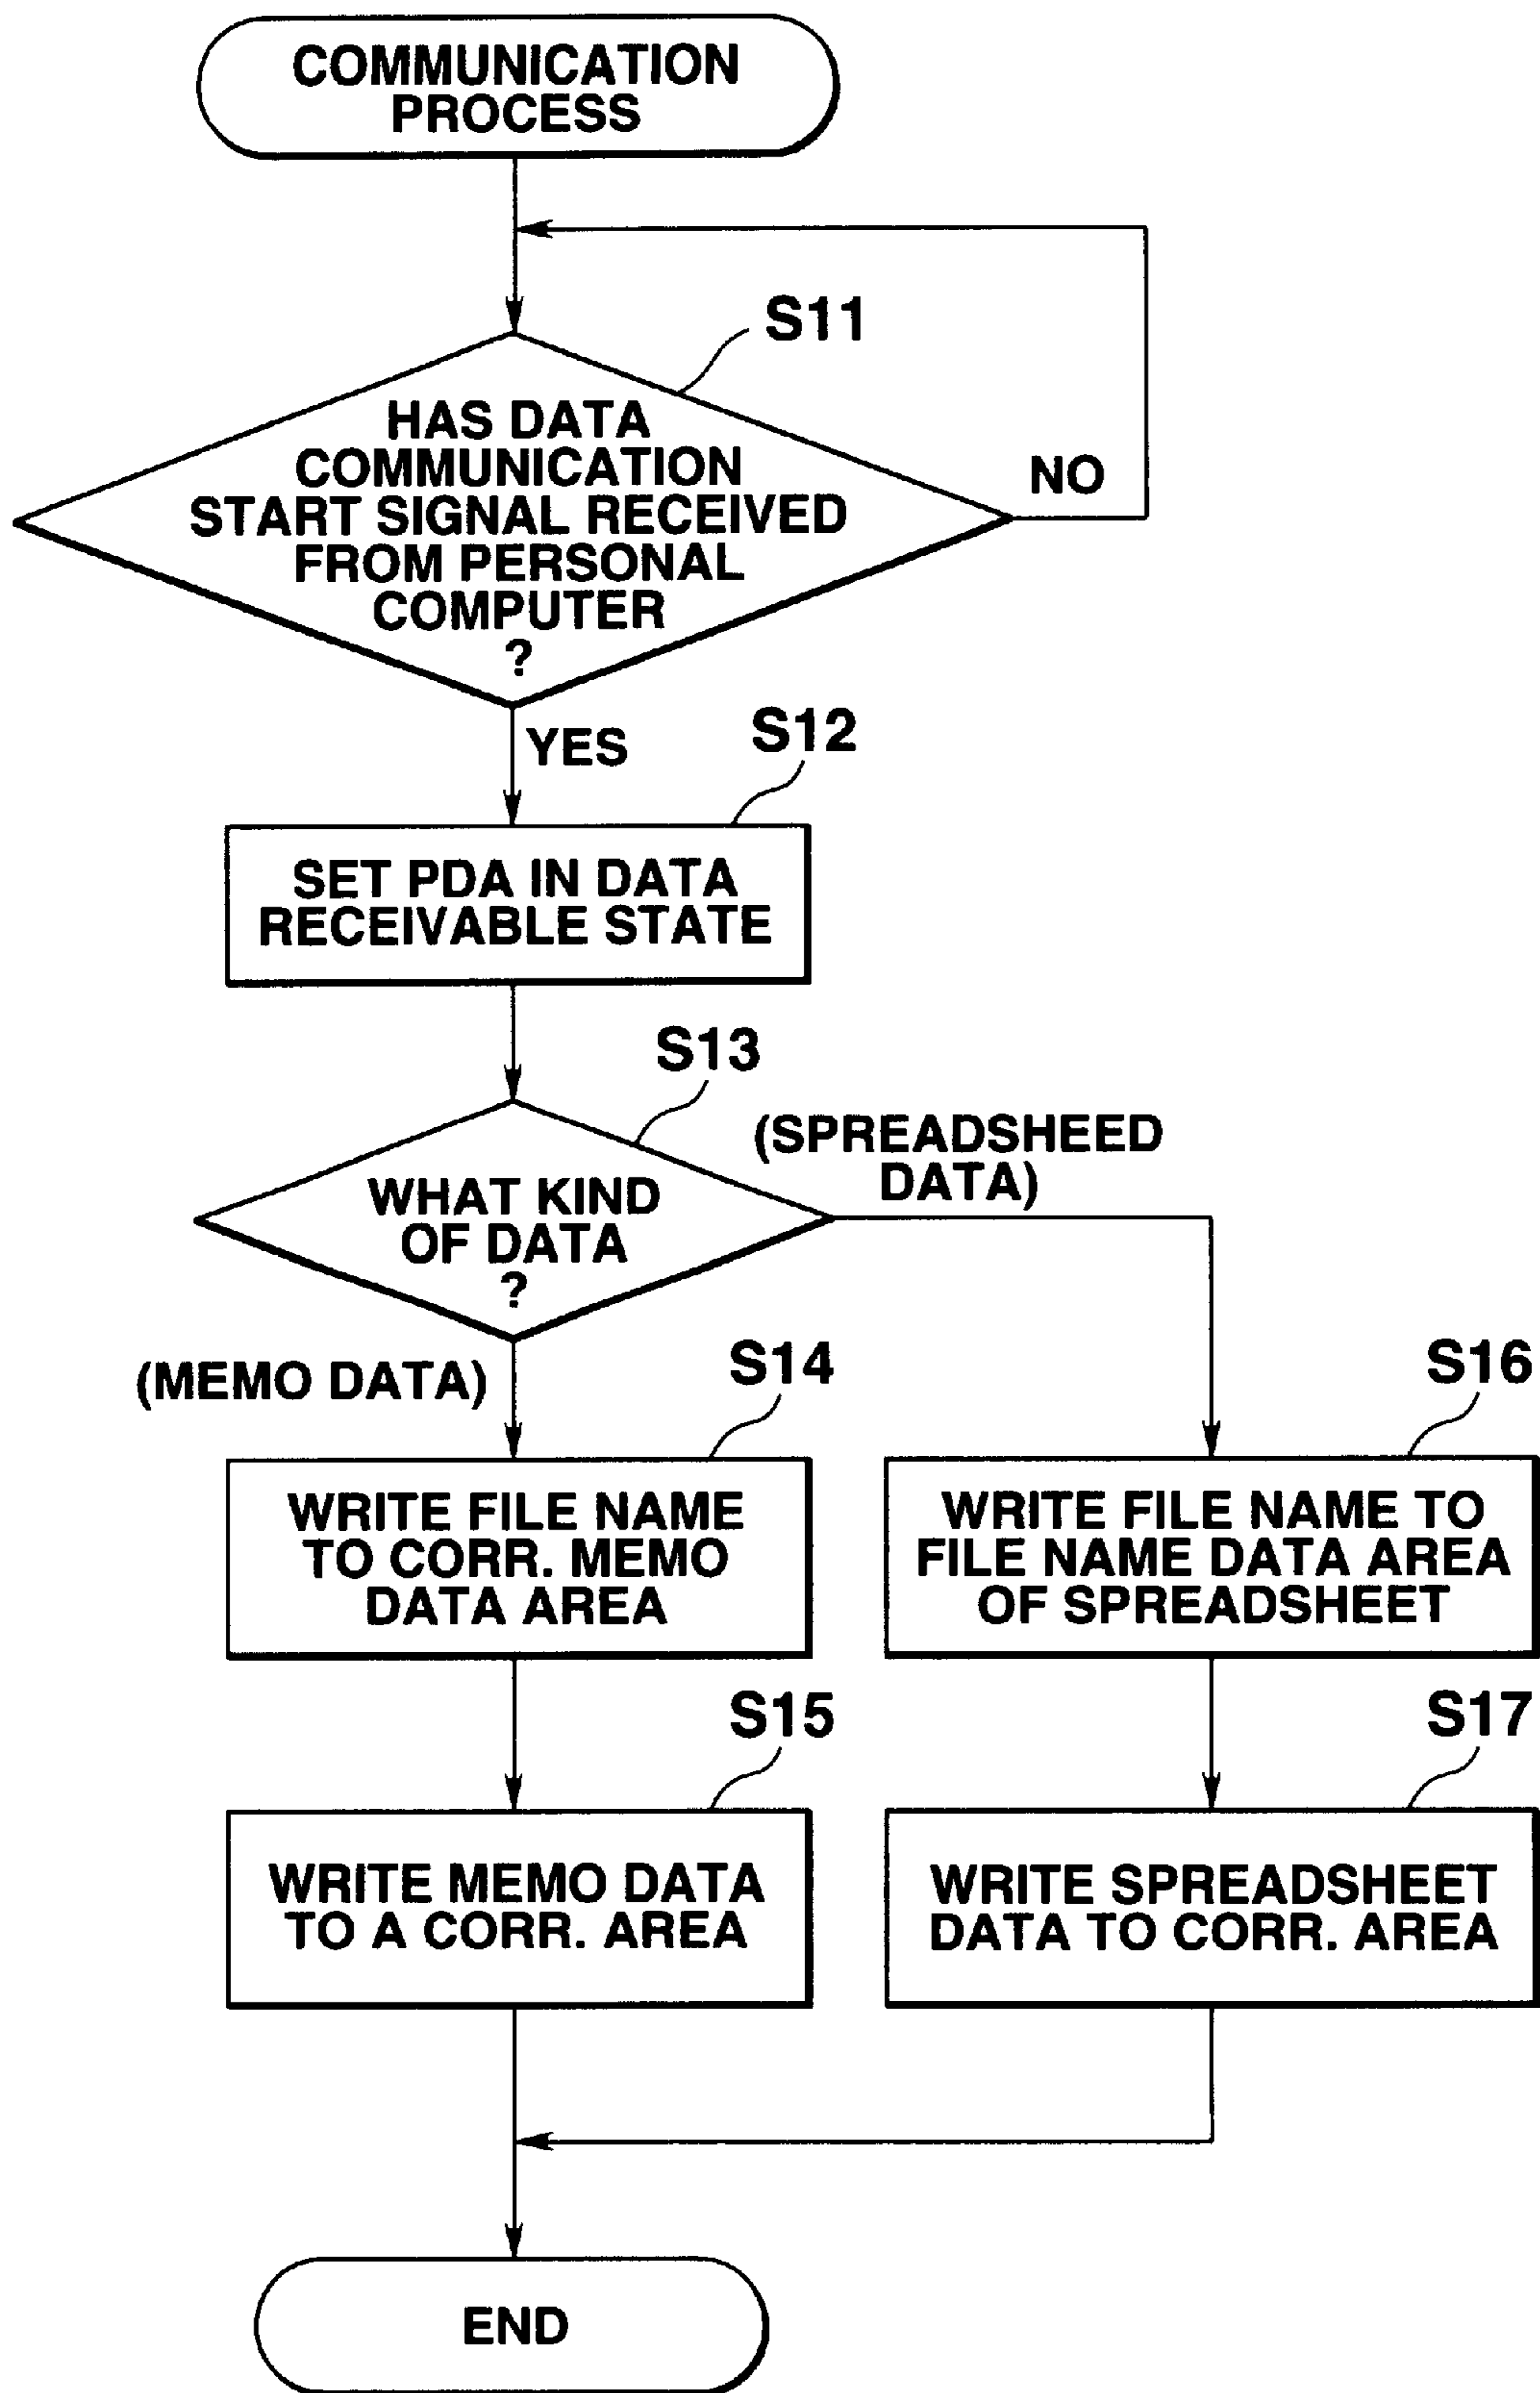 COMMUNICATION
PROCESS
S11
HAS DATA
COMMUNICATION
START SIGNAL RECEIVED
FROM PERSONAL
COMPUTER
?
NO
YES
S12
SET PDA IN DATA
RECEIVABLE STATE
S13
WHAT KIND
OF DATA
?
(SPREADSHEED
DATA)
(MEMO DATA)
S14
WRITE FILE NAME
TO CORR. MEMO
DATA AREA
S16
WRITE FILE NAME TO
FILE NAME DATA AREA
OF SPREADSHEET
S15
WRITE MEMO DATA
TO A CORR. AREA
S17
WRITE SPREADSHEET
DATA TO CORR. AREA
END